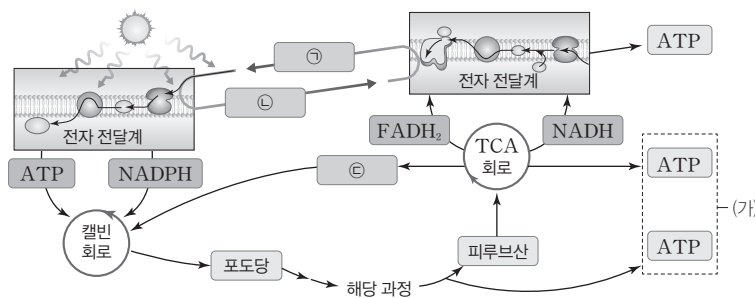 ㉠
㉡
전자 전달계
전자 전달계
ATP
FADH₂
NADH
TCA
회로
ATP
NADPH
㉢
ATP
(가)
캘빈
회로
포도당
해당 과정
피루브산
ATP